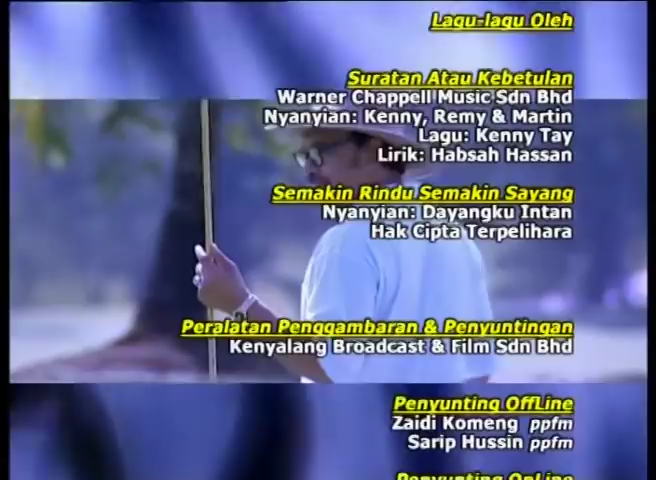 Lagu-lagu Oleh
Suratan Atau Kebetulan
Warner Chappell Music Sdn Bhd
Nyanyian: Kenny, Remy & Martin
Lagu: Kenny Tay
Lirik: Habsah Hassan
Semakin Rindu Semakin Sayang
Nyanyian: Dayangku Intan
Hak Cipta Terpelihara
Peralatan Penggambaran & Penyuntingan
Kenyalang Broadcast & Film Sdn Bhd
Penyunting OffLine
Zaidi Komeng ppfm
Sarip Hussin ppfm
Penyunting OnLine